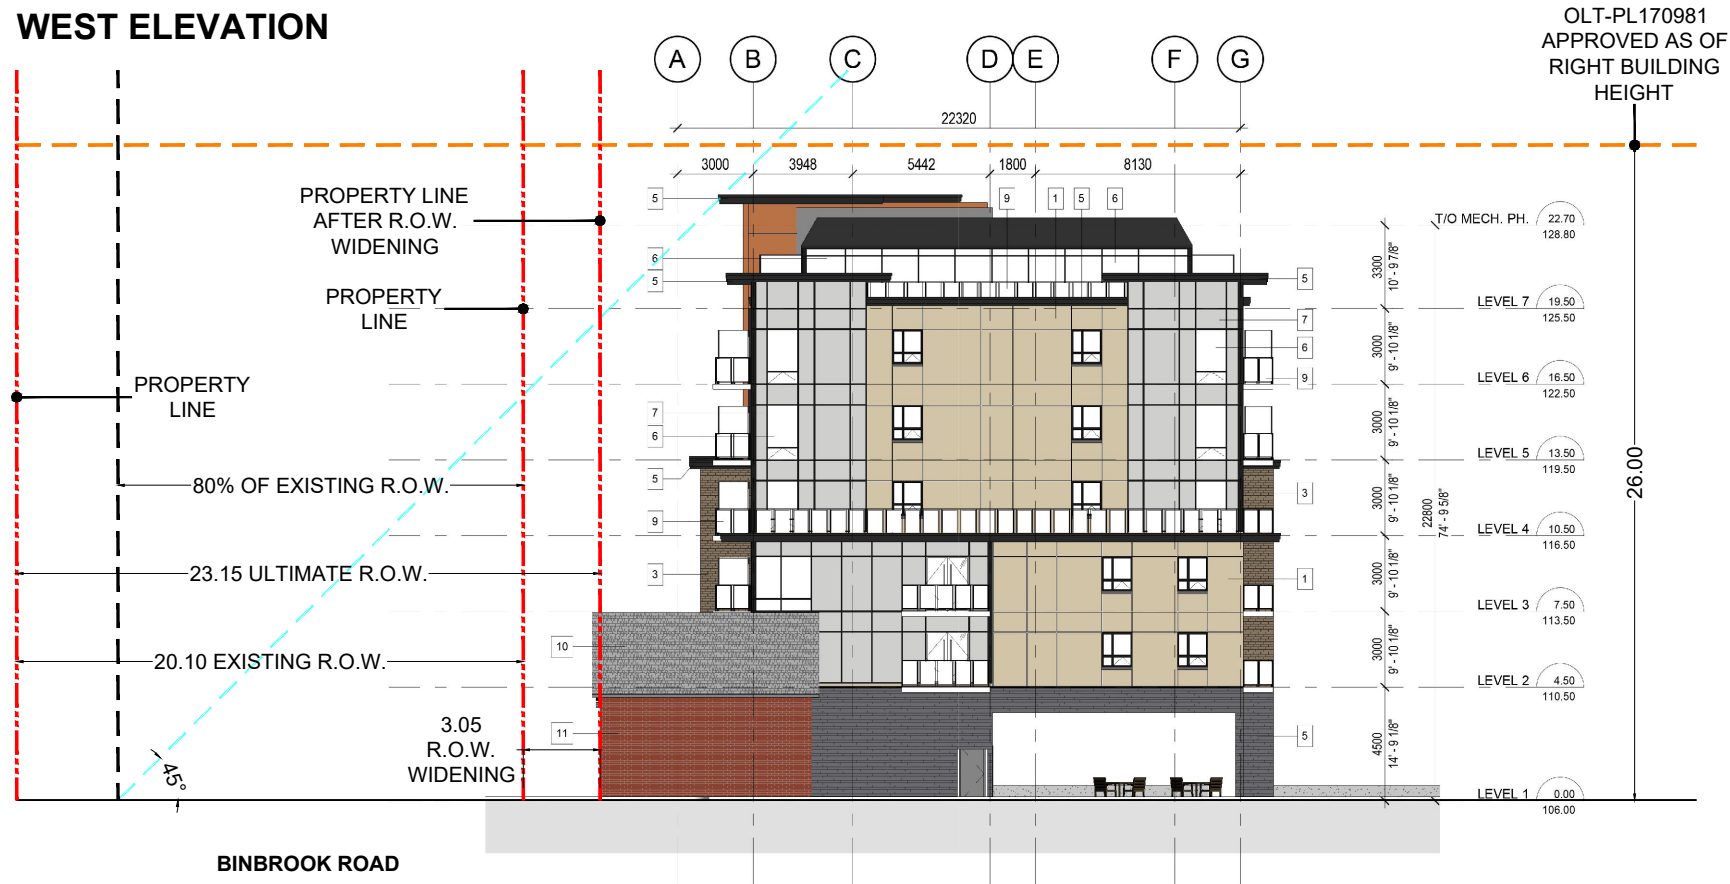 WEST ELEVATION
OLT-PL170981
APPROVED AS OF
RIGHT BUILDING
HEIGHT
A B C D E F G
22320
3000 3948 5442 1800 8130
PROPERTY LINE
AFTER R.O.W.
WIDENING
PROPERTY
LINE
PROPERTY
LINE
80% OF EXISTING R.O.W.
23.15 ULTIMATE R.O.W.
20.10 EXISTING R.O.W.
3.05
R.O.W.
WIDENING
45°
BINBROOK ROAD
5
6
5
7
6
5
9
3
10
11
9 1 5 6
5
7
6
9
3
1
5
3300
10' - 9 7/8"
3000
9' - 10 1/8"
3000
9' - 10 1/8"
3000
9' - 10 1/8"
3000
9' - 10 1/8"
3000
9' - 10 1/8"
4500
14' - 9 1/8"
22800
74' - 9 5/8"
T/O MECH. PH. 22.70
128.80
LEVEL 7 19.50
125.50
LEVEL 6 16.50
122.50
LEVEL 5 13.50
119.50
LEVEL 4 10.50
116.50
LEVEL 3 7.50
113.50
LEVEL 2 4.50
110.50
LEVEL 1 0.00
106.00
26.00